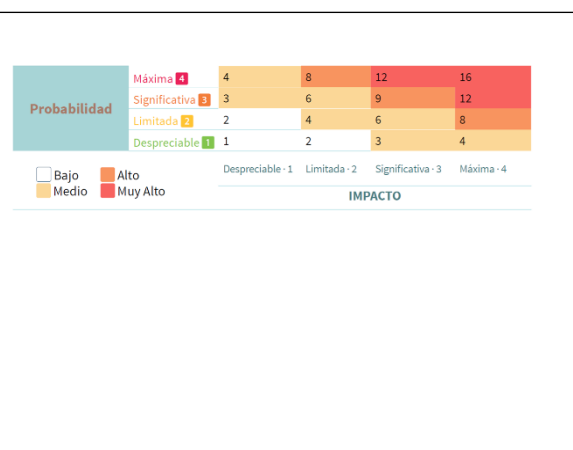 Máxima 4 4 8 12 16
Significativa 3 3 6 9 12
Probabilidad
Limitada 2 2 4 6 8
Despreciable 1 1 2 3 4
Despreciable · 1 Limitada · 2 Significativa · 3 Máxima · 4
Bajo Alto
Medio Muy Alto
IMPACTO